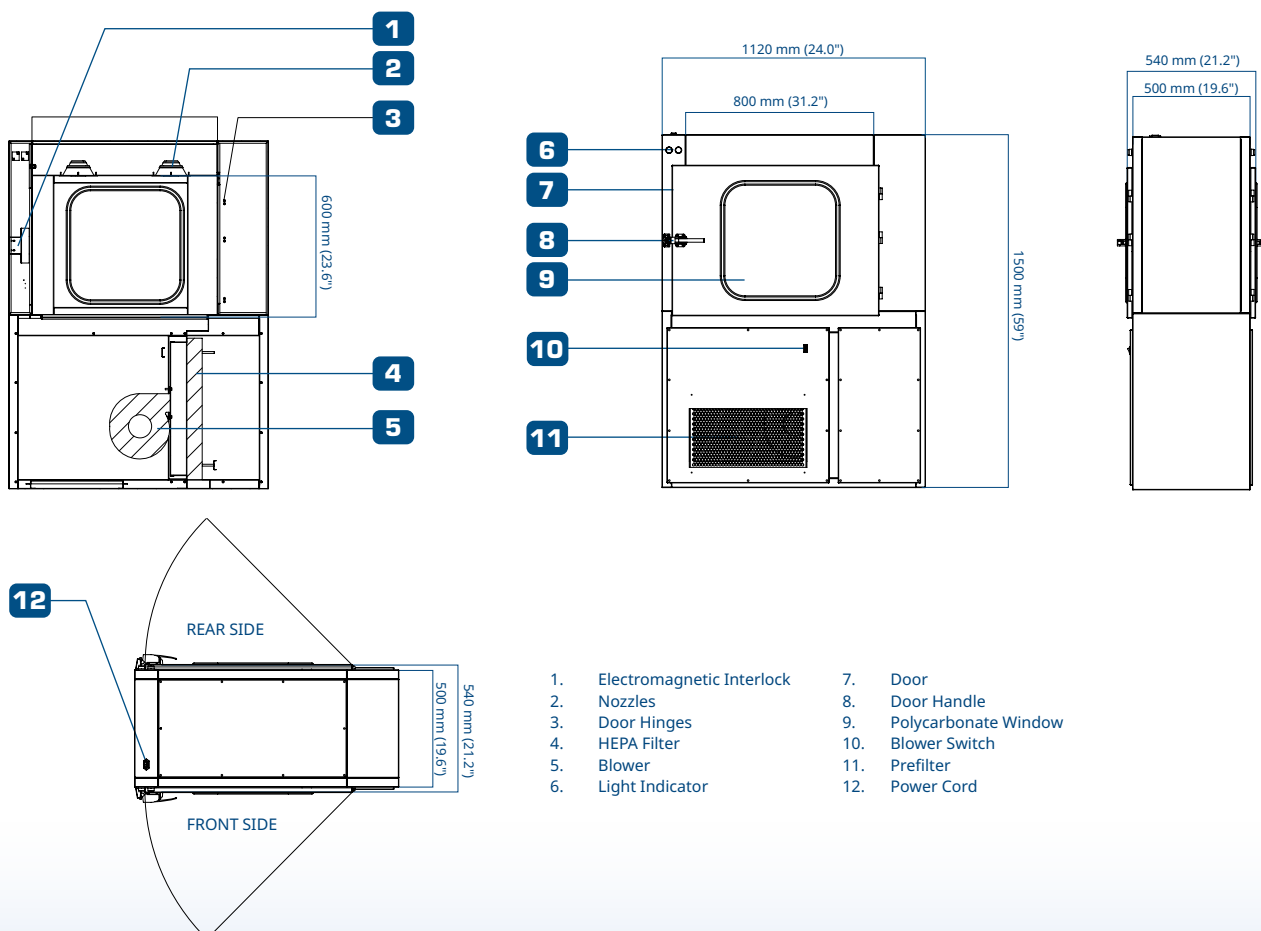 1
2
3
4
5
600 mm (23.6")
1120 mm (24.0")
800 mm (31.2")
6
7
8
9
10
11
1500 mm (59")
540 mm (21.2")
500 mm (19.6")
12
REAR SIDE
500 mm (19.6")
540 mm (21.2")
FRONT SIDE
1. Electromagnetic Interlock
2. Nozzles
3. Door Hinges
4. HEPA Filter
5. Blower
6. Light Indicator
7. Door
8. Door Handle
9. Polycarbonate Window
10. Blower Switch
11. Prefilter
12. Power Cord